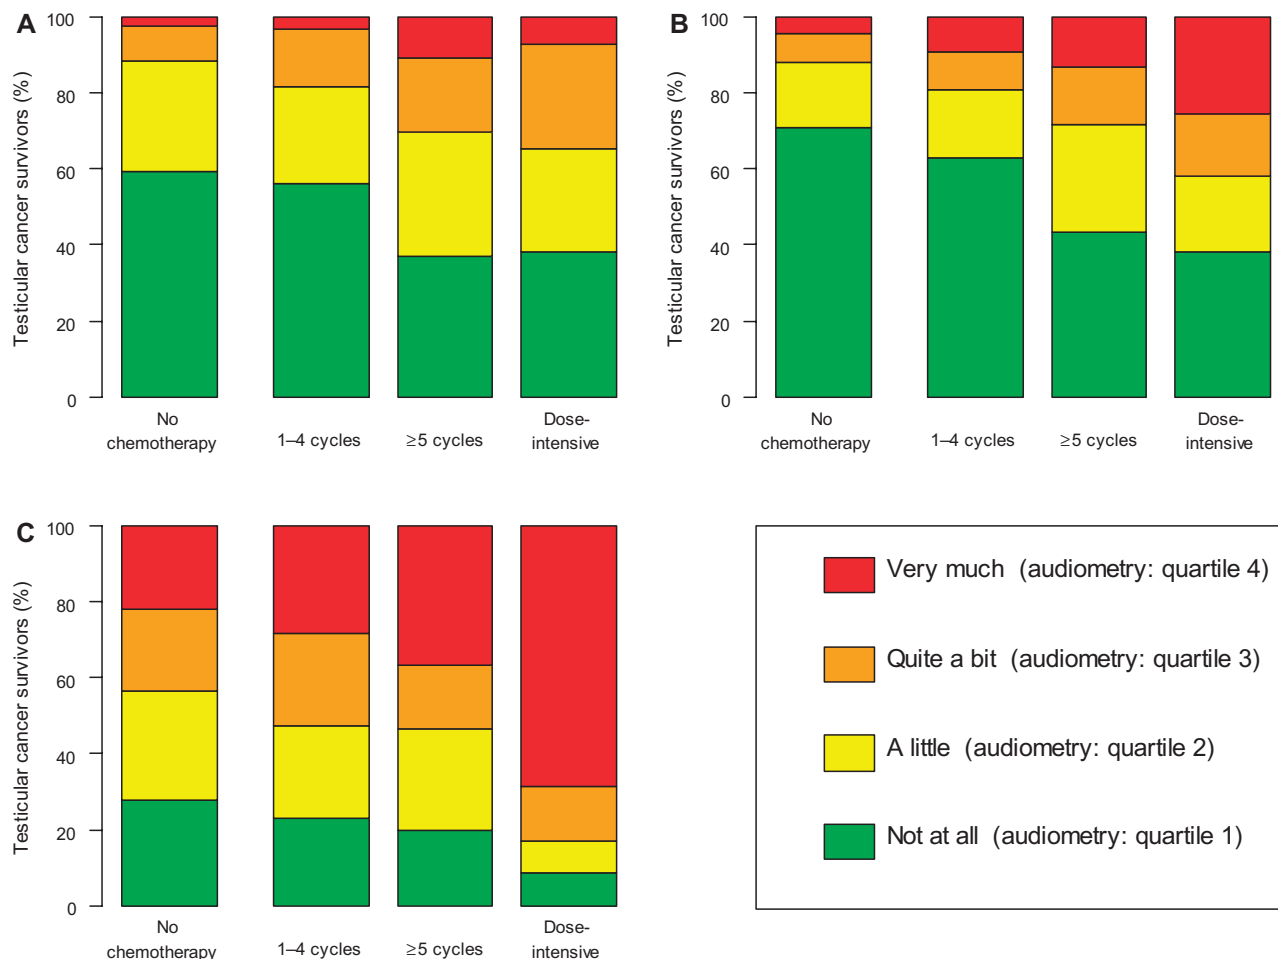 A
Testicular cancer survivors (%)
100
80
60
40
20
0
No
chemotherapy
1–4 cycles
≥5 cycles
Dose-
intensive
B
Testicular cancer survivors (%)
100
80
60
40
20
0
No
chemotherapy
1–4 cycles
≥5 cycles
Dose-
intensive
C
Testicular cancer survivors (%)
100
80
60
40
20
0
No
chemotherapy
1–4 cycles
≥5 cycles
Dose-
intensive
Very much (audiometry: quartile 4)
Quite a bit (audiometry: quartile 3)
A little (audiometry: quartile 2)
Not at all (audiometry: quartile 1)